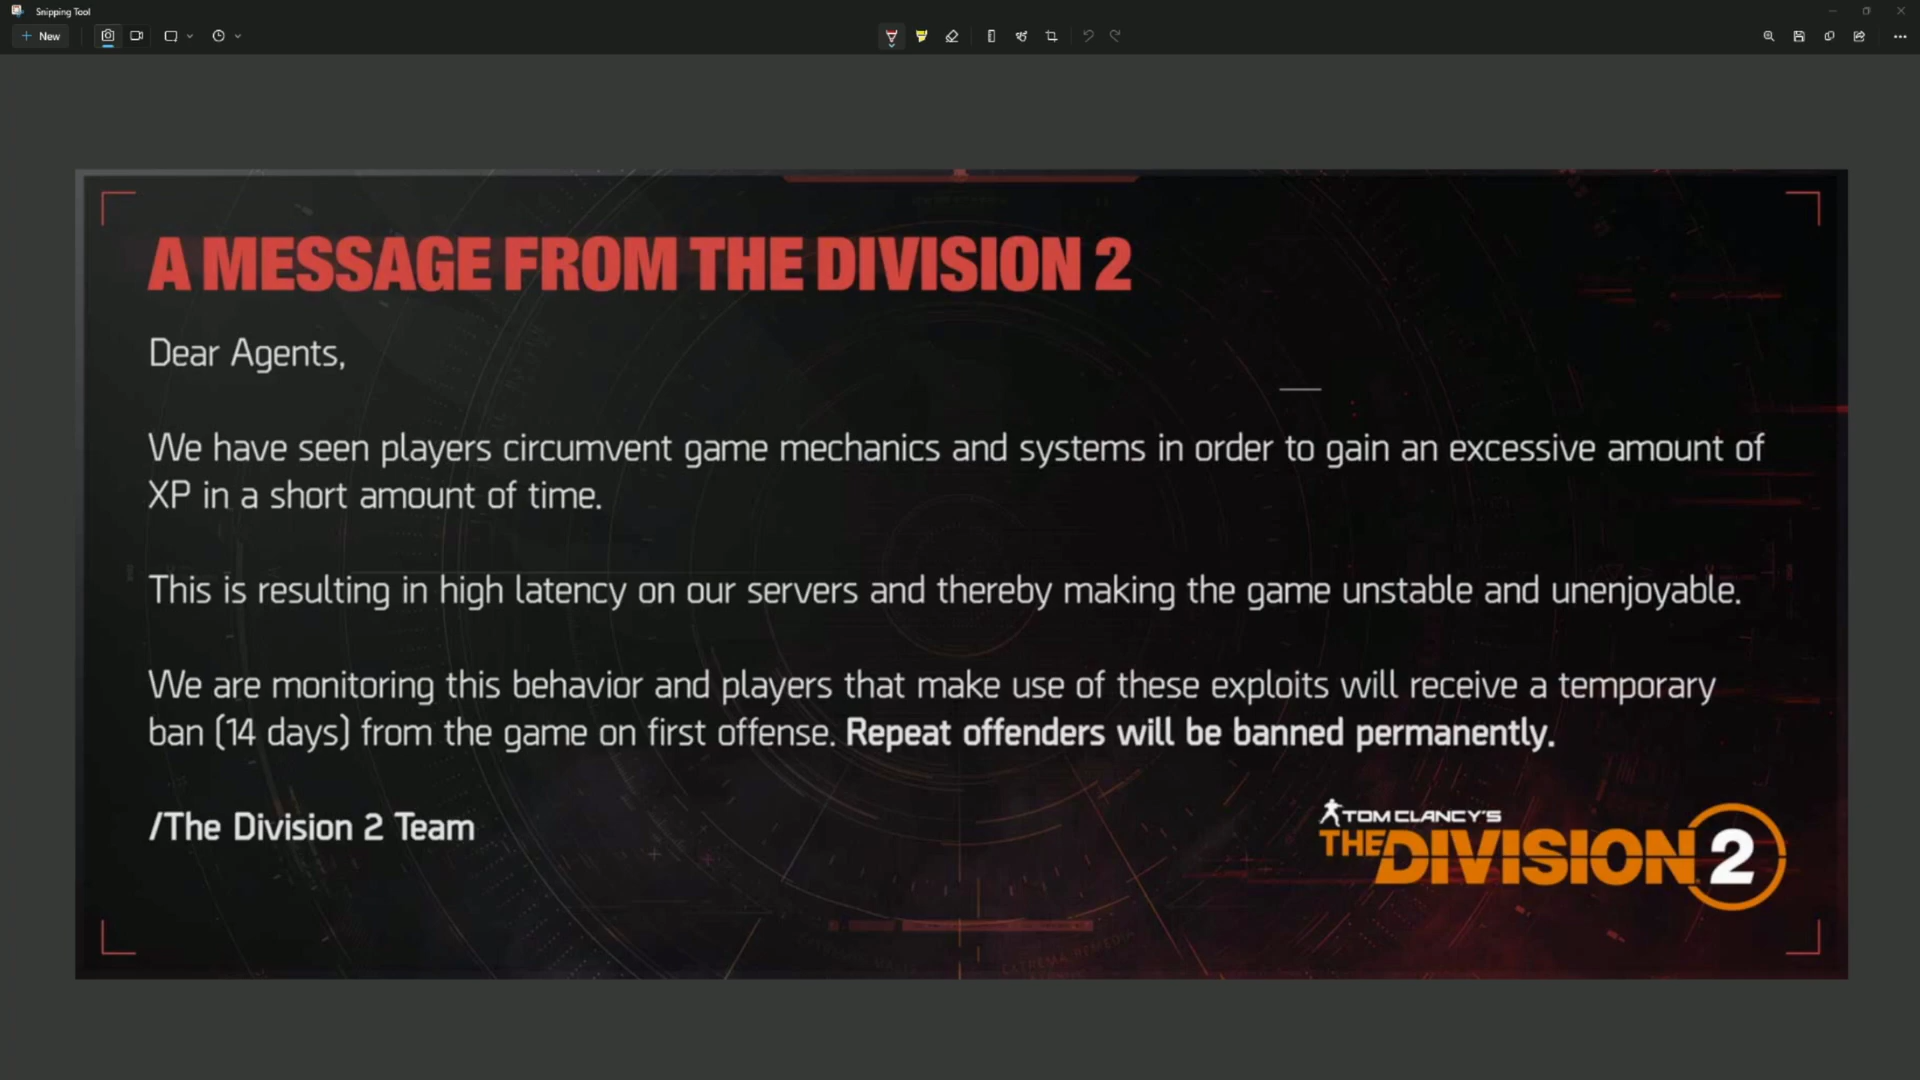 Snipping Tool
New
A MESSAGE FROM THE DIVISION 2
Dear Agents,
We have seen players circumvent game mechanics and systems in order to gain an excessive amount of
XP in a short amount of time.
This is resulting in high latency on our servers and thereby making the game unstable and unenjoyable.
We are monitoring this behavior and players that make use of these exploits will receive a temporary
ban (14 days) from the game on first offense. Repeat offenders will be banned permanently.
/The Division 2 Team
TOM CLANCY'S
THE DIVISION 2